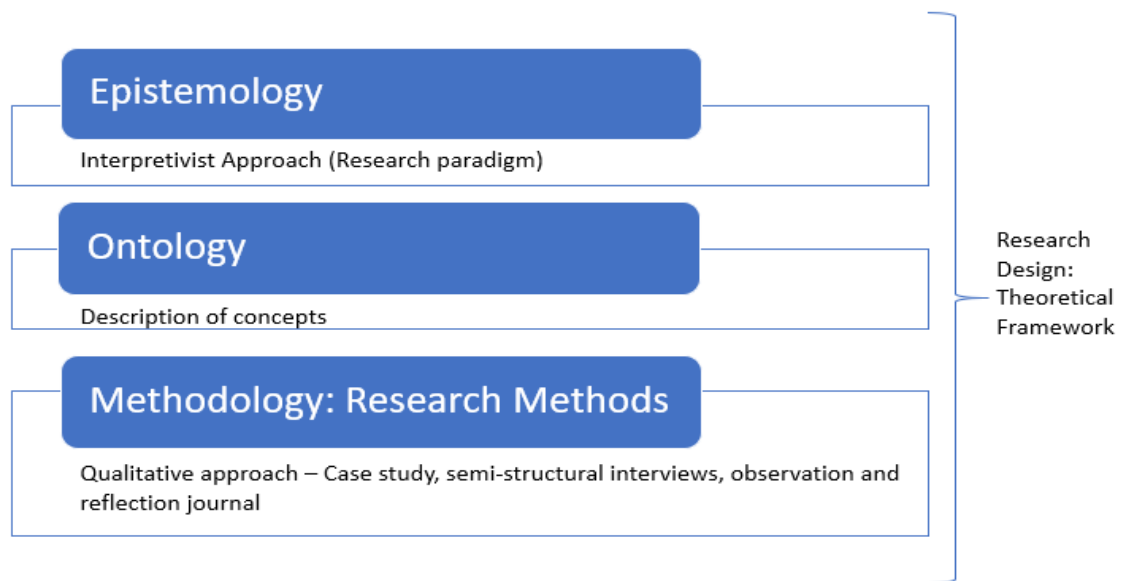 Epistemology
Interpretivist Approach (Research paradigm)
Ontology
Description of concepts
Methodology: Research Methods
Qualitative approach – Case study, semi-structural interviews, observation and
reflection journal
Research
Design:
Theoretical
Framework